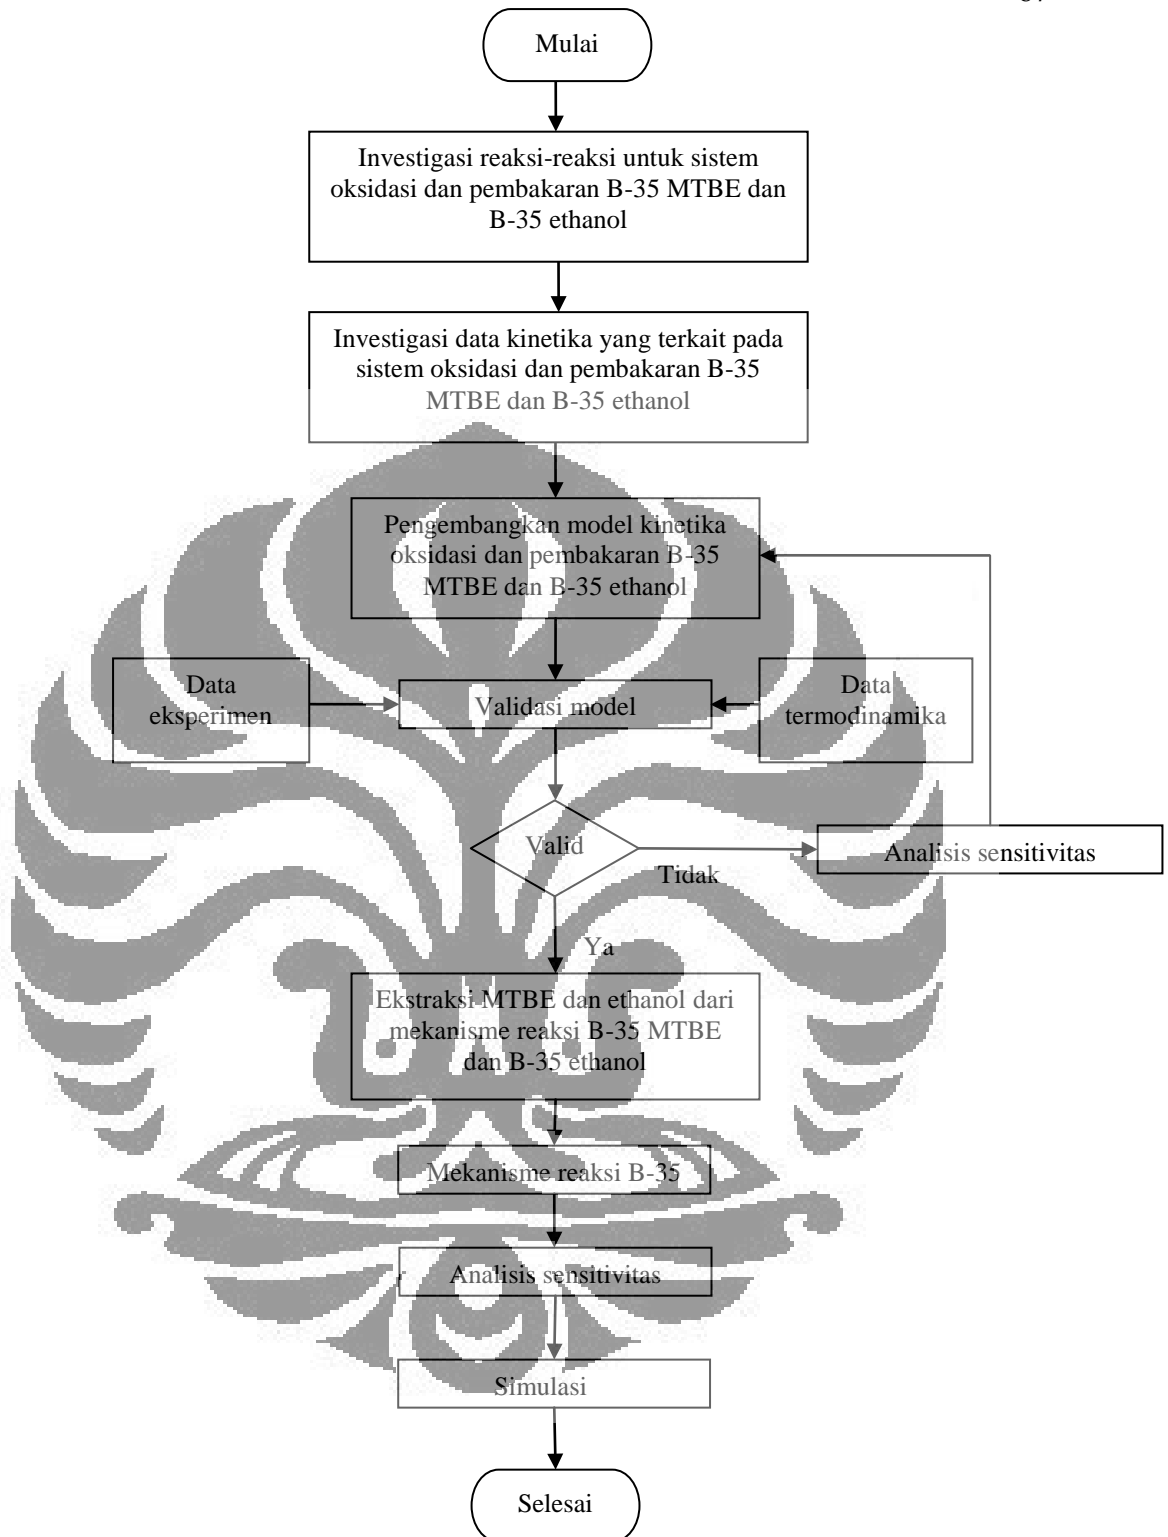 Mulai
Investigasi reaksi-reaksi untuk sistem
oksidasi dan pembakaran B-35 MTBE dan
B-35 ethanol
Investigasi data kinetika yang terkait pada
sistem oksidasi dan pembakaran B-35
MTBE dan B-35 ethanol
Pengembangkan model kinetika
oksidasi dan pembakaran B-35
MTBE dan B-35 ethanol
Data
eksperimen
Validasi model
Data
termodinamika
Valid
Tidak
Analisis sensitivitas
Ya
Ekstraksi MTBE dan ethanol dari
mekanisme reaksi B-35 MTBE
dan B-35 ethanol
Mekanisme reaksi B-35
Analisis sensitivitas
Simulasi
Selesai